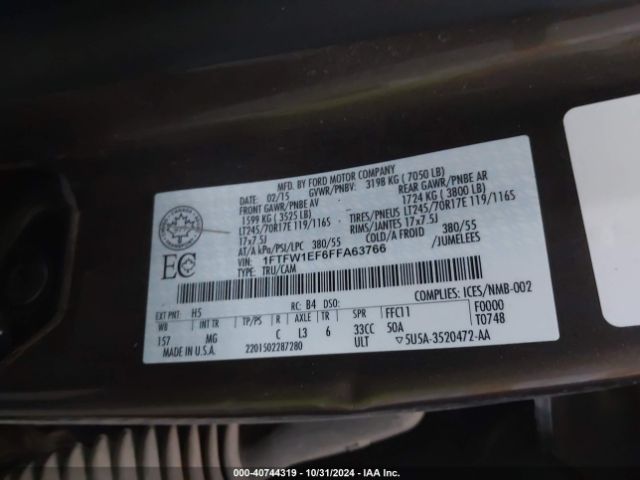 MFD. BY FORD MOTOR COMPANY
DATE: 02/15 GVWR/PNBV: 3198 KG ( 7050 LB)
FRONT GAWR/PNBE AV REAR GAWR/PNBE AR
1599 KG ( 3525 LB) 1724 KG ( 3800 LB)
LT245/70R17E 119/116S TIRES/PNEUS LT245/70R17E 119/116S
17x7.5J RIMS/JANTES 17x7.5J
AT/A kPa/PSI/LPC 380/55 COLD/A FROID 380/55
/JUMELEES
VIN: 1FTFW1EF6FFA63766
TYPE: TRU/CAM
EC
COMPLIES: ICES/NMB-002
EXT PNT: H5 RC: B4 DSO: F0000
WB INT TR TP/PS R AXLE TR SPR FFC11 T0748
157 MG C L3 6 33CC 50A
ULT
MADE IN U.S.A. 2201502287280 5U5A-3520472-AA
000-40744319 - 10/31/2024 - IAA Inc.